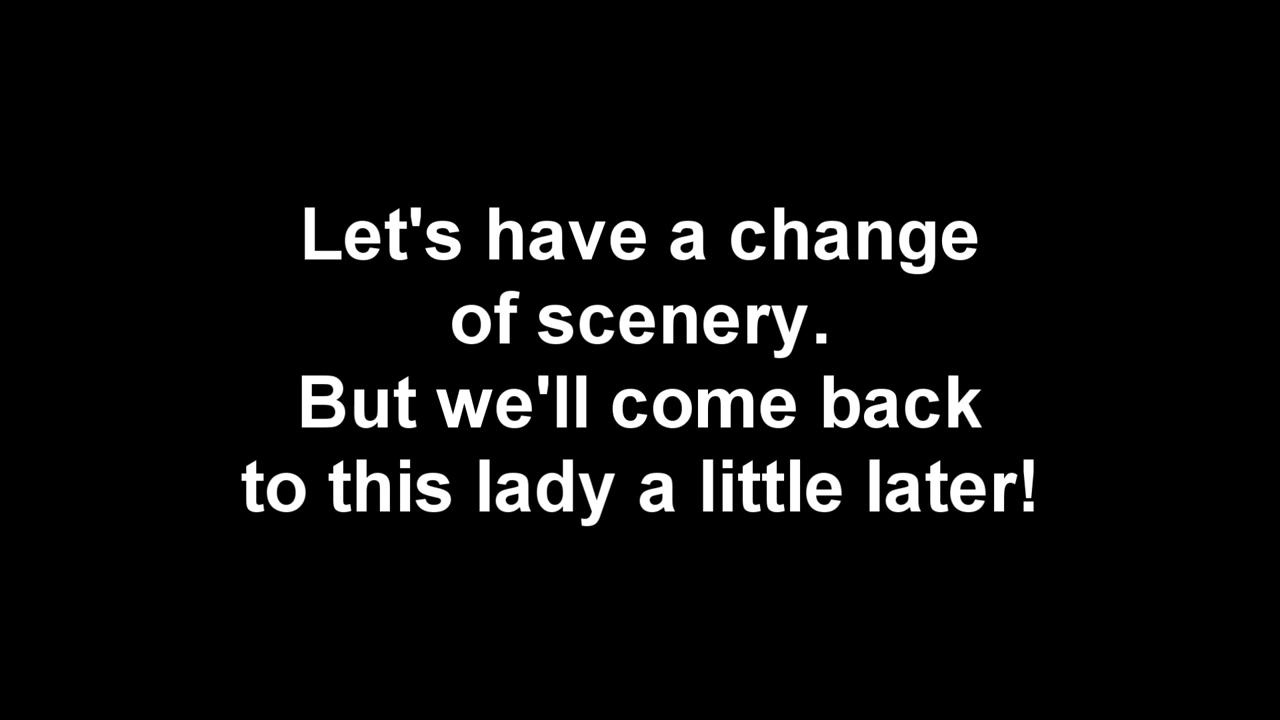 Let's have a change
of scenery.
But we'll come back
to this lady a little later!